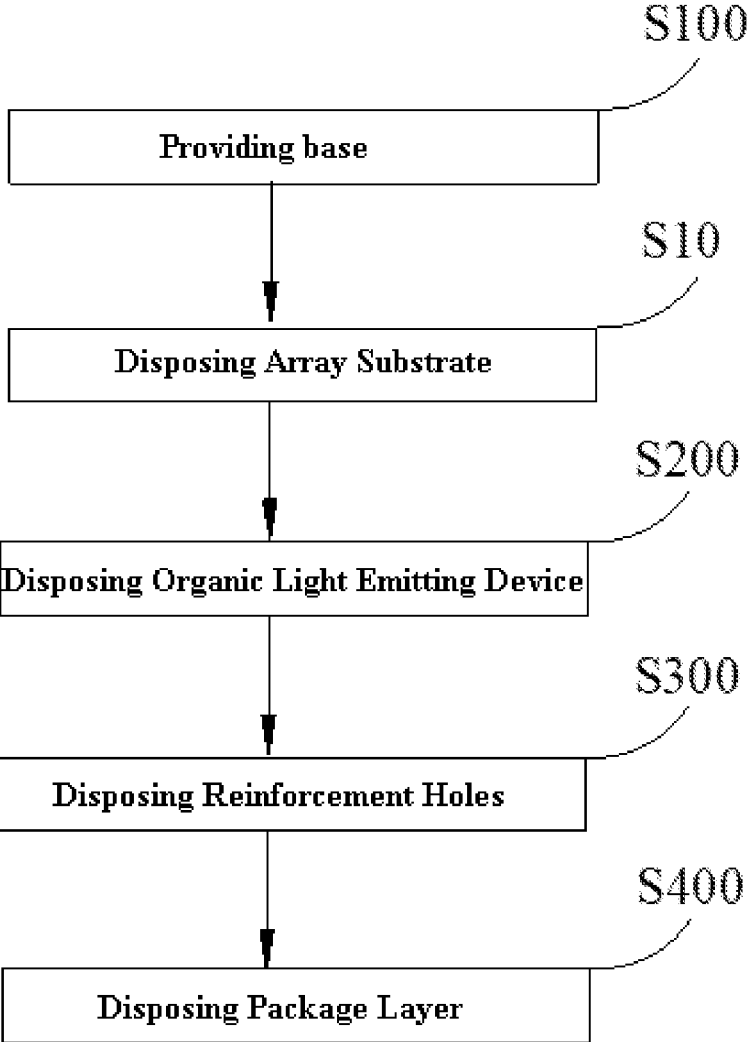 S100
Providing base
S10
Disposing Array Substrate
S200
Disposing Organic Light Emitting Device
S300
Disposing Reinforcement Holes
S400
Disposing Package Layer